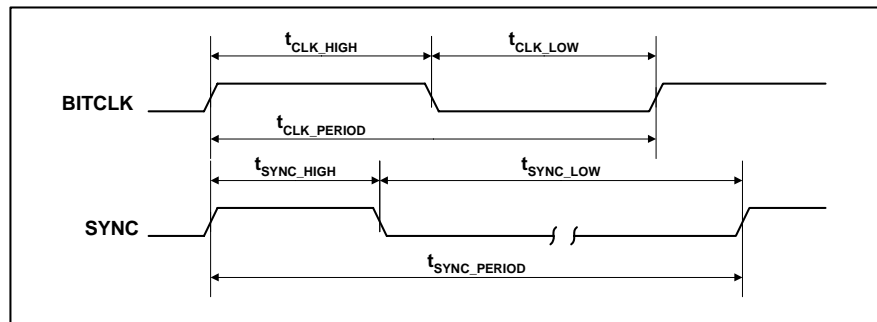 tCLK_HIGH tCLK_LOW
BITCLK
tCLK_PERIOD
tSYNC_HIGH tSYNC_LOW
SYNC
tSYNC_PERIOD